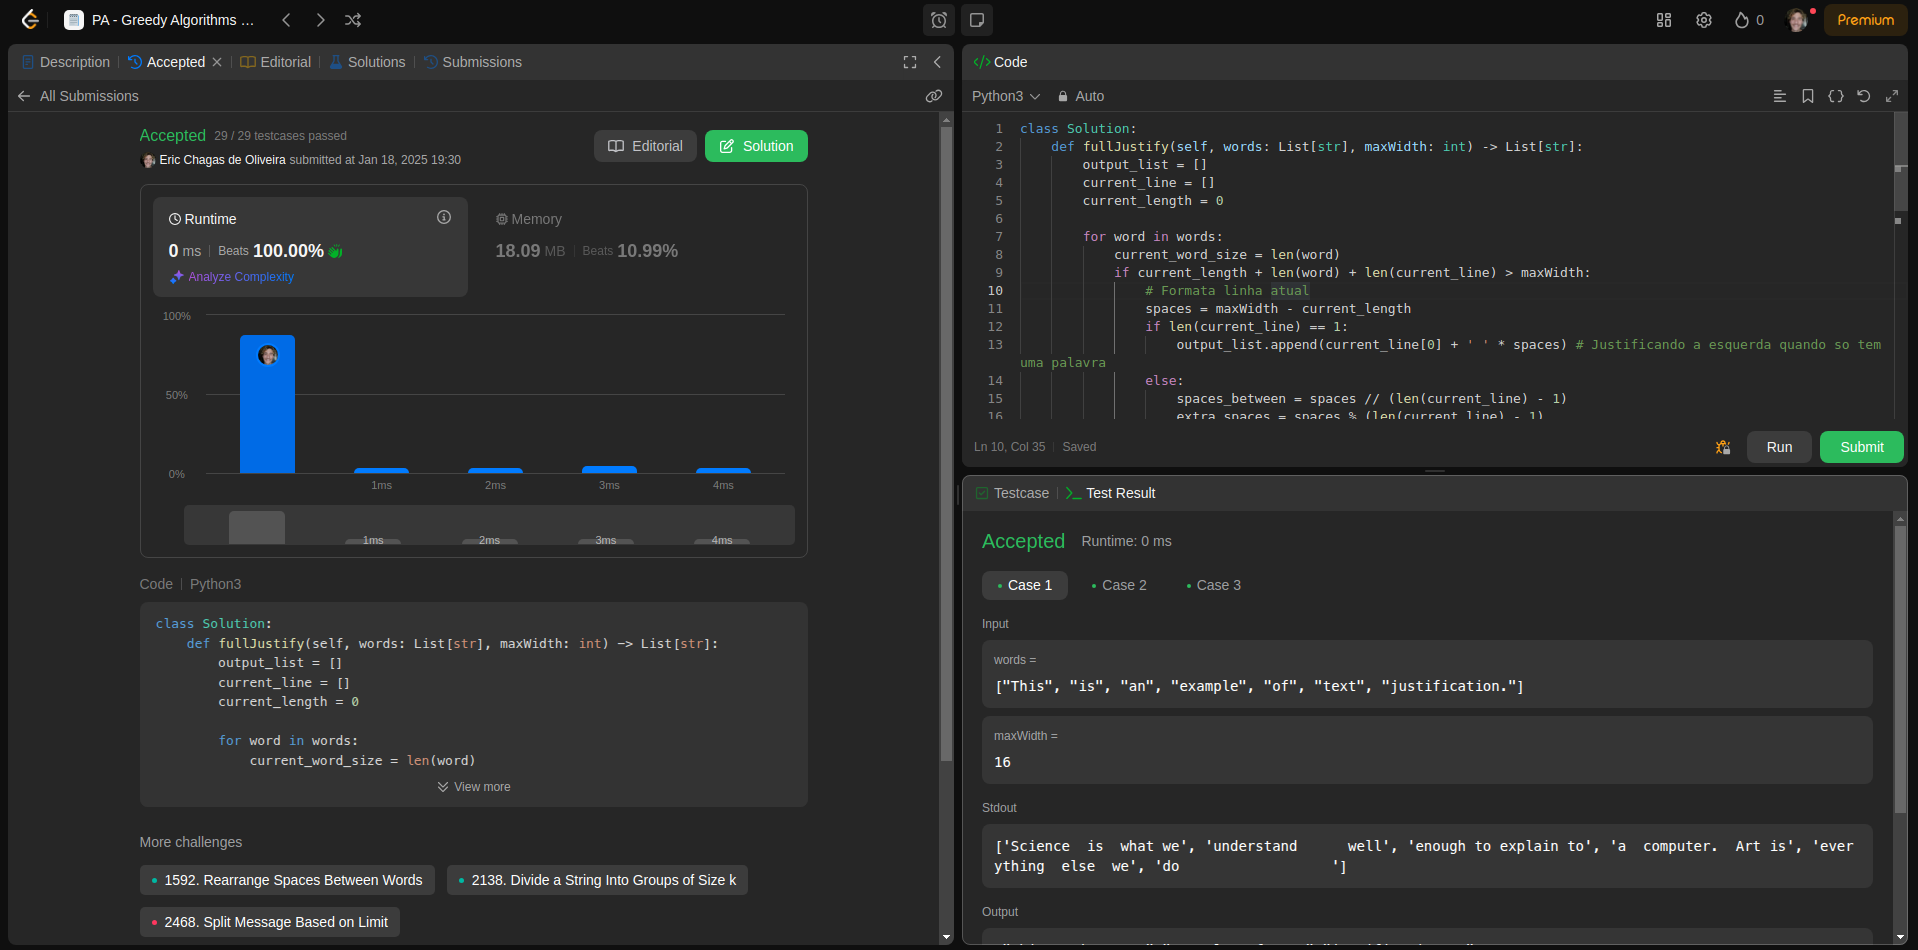 PA - Greedy Algorithms ...
0
Premium
Description
Accepted
Editorial
Solutions
Submissions
All Submissions
Accepted 29 / 29 testcases passed
Eric Chagas de Oliveira submitted at Jan 18, 2025 19:30
Editorial
Solution
Runtime
0 ms Beats 100.00%
Analyze Complexity
Memory
18.09 MB Beats 10.99%
100%
50%
0%
1ms 2ms 3ms 4ms
1ms 2ms 3ms 4ms
Code | Python3
class Solution:
    def fullJustify(self, words: List[str], maxWidth: int) -> List[str]:
        output_list = []
        current_line = []
        current_length = 0
        for word in words:
            current_word_size = len(word)
View more
More challenges
1592. Rearrange Spaces Between Words
2138. Divide a String Into Groups of Size k
2468. Split Message Based on Limit
</> Code
Python3
Auto
1 class Solution:
2     def fullJustify(self, words: List[str], maxWidth: int) -> List[str]:
3         output_list = []
4         current_line = []
5         current_length = 0
6
7         for word in words:
8             current_word_size = len(word)
9             if current_length + len(word) + len(current_line) > maxWidth:
10                 # Formata linha atual
11                 spaces = maxWidth - current_length
12                 if len(current_line) == 1:
13                     output_list.append(current_line[0] + ' ' * spaces) # Justificando a esquerda quando so tem
uma palavra
14                 else:
15                     spaces_between = spaces // (len(current_line) - 1)
16                     extra_spaces = spaces % (len(current_line) - 1)
Ln 10, Col 35 | Saved
Run
Submit
Testcase
Test Result
Accepted Runtime: 0 ms
Case 1
Case 2
Case 3
Input
words =
["This", "is", "an", "example", "of", "text", "justification."]
maxWidth =
16
Stdout
['Science  is  what we', 'understand      well', 'enough to explain to', 'a  computer.  Art is', 'ever
ything  else  we', 'do                  ']
Output